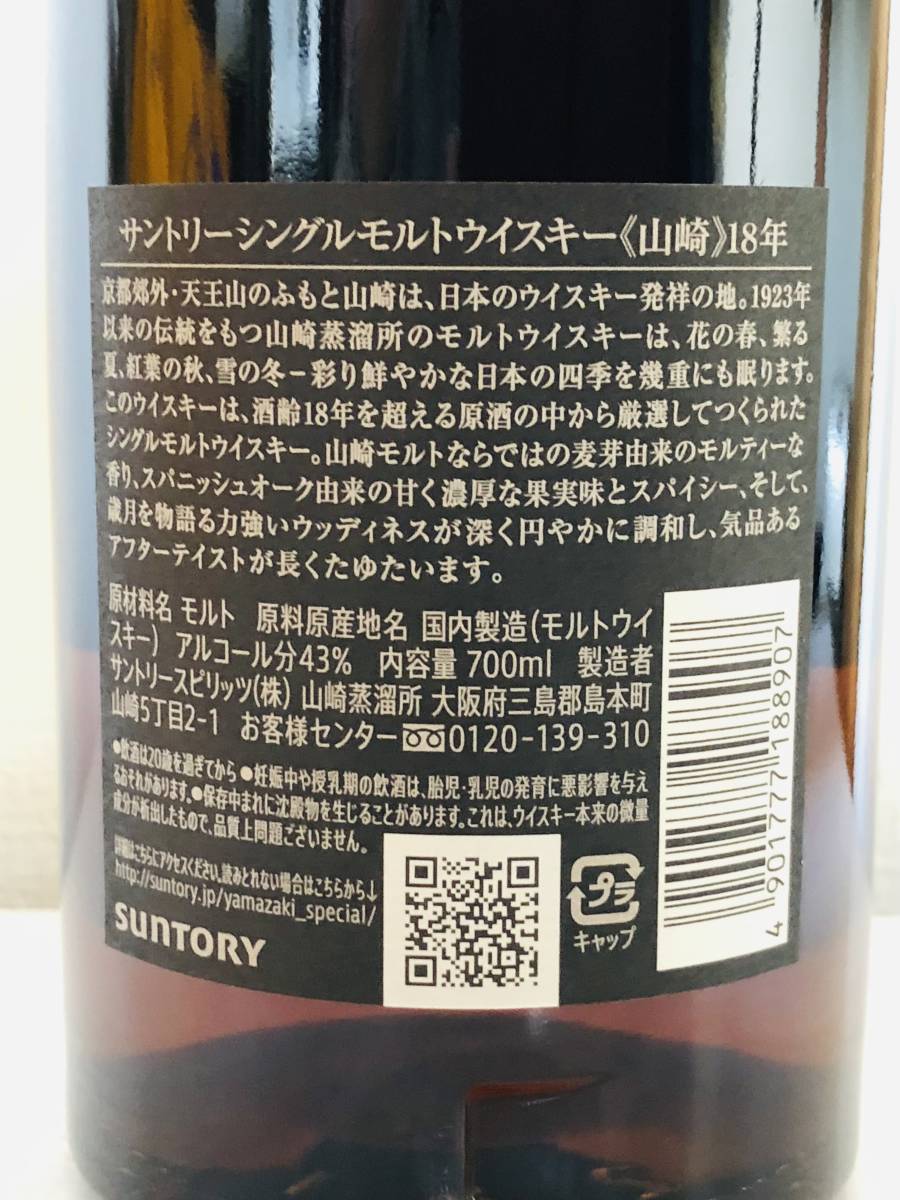 サントリーシングルモルトウイスキー《山崎》18年
京都郊外・天王山のふもと山崎は、日本のウイスキー発祥の地。1923年
以来の伝統をもつ山崎蒸溜所のモルトウイスキーは、花の春、繁る
夏、紅葉の秋、雪の冬－彩り鮮やかな日本の四季を幾重にも眠ります。
このウイスキーは、酒齢18年を超える原酒の中から厳選してつくられた
シングルモルトウイスキー。山崎モルトならではの麦芽由来のモルティーな
香り、スパニッシュオーク由来の甘く濃厚な果実味とスパイシー、そして、
歳月を物語る力強いウッディネスが深く円やかに調和し、気品ある
アフターテイストが長くたゆたいます。
原材料名 モルト 原料原産地名 国内製造(モルトウイ
スキー) アルコール分43% 内容量 700ml 製造者
サントリースピリッツ(株) 山崎蒸溜所 大阪府三島郡島本町
山崎5丁目2-1 お客様センター 0120-139-310
●飲酒は20歳を過ぎてから ●妊娠中や授乳期の飲酒は、胎児・乳児の発育に悪影響を与え
るおそれがあります。●保存中まれに沈殿物を生じることがあります。これは、ウイスキー本来の微量
成分が析出したもので、品質上問題ございません。
詳細はこちらにアクセスください。読みとれない場合はこちらから↓
http://suntory.jp/yamazaki_special/
SUNTORY
プラ
キャップ
4 901777 188907